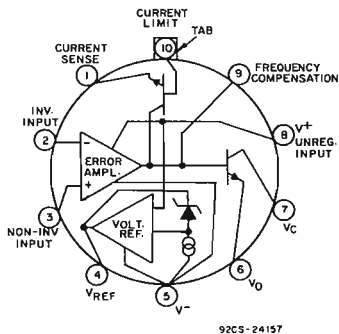 CURRENT
LIMIT
TAB
10
CURRENT
SENSE
1
9
FREQUENCY
COMPENSATION
INV.
INPUT
2
-
ERROR
AMPL.
+
8
V+
UNREG.
INPUT
3
NON-INV
INPUT
VOLT.
REF.
7
VC
4
VREF
5
V-
6
VO
92CS-24157